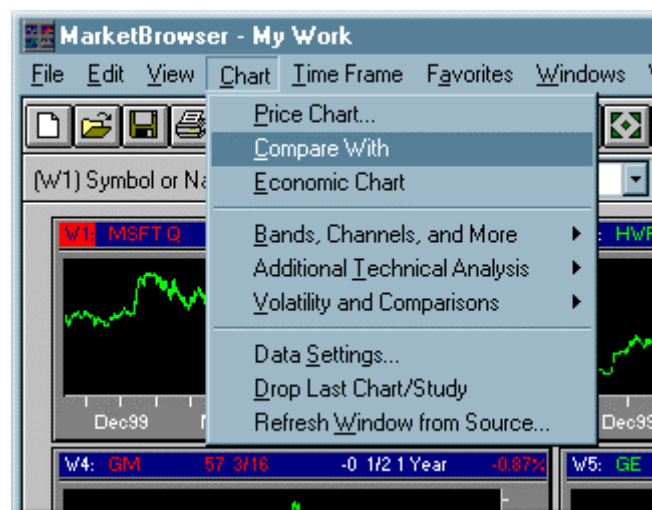 MarketBrowser - My Work
File Edit View Chart Time Frame Favorites Windows
Price Chart...
Compare With
(W1) Symbol or Na
Economic Chart
W1: MSFT Q
Bands, Channels, and More
Additional Technical Analysis
Volatility and Comparisons
Data Settings...
Drop Last Chart/Study
Dec99
Refresh Window from Source...
Dec99
W4: GM 57 3/16 -0 1/2 1 Year -0.87% W5: GE